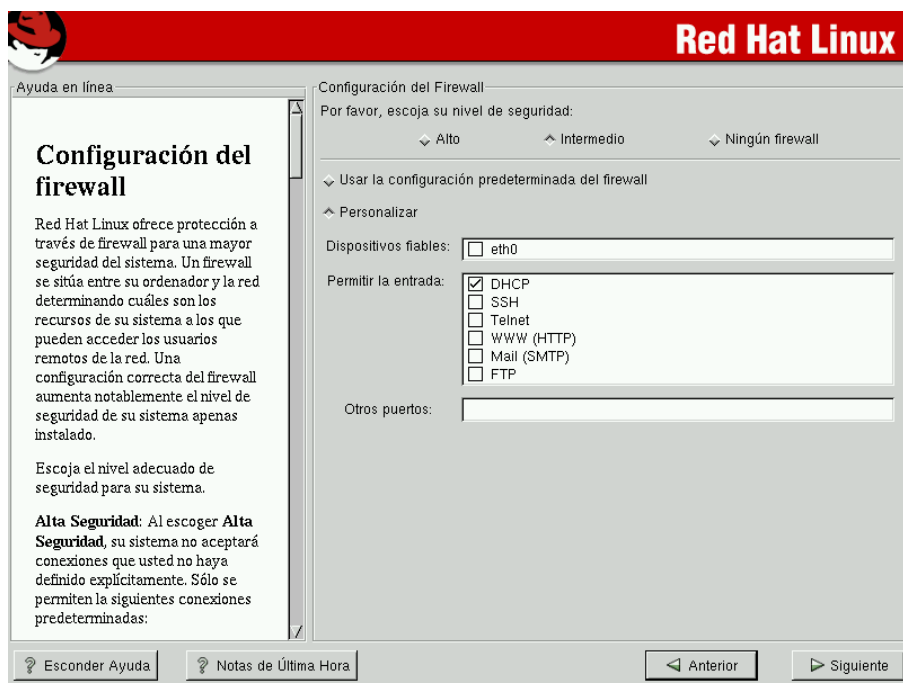 Red Hat Linux
Ayuda en línea
Configuración del
firewall
Red Hat Linux ofrece protección a
través de firewall para una mayor
seguridad del sistema. Un firewall
se sitúa entre su ordenador y la red
determinando cuáles son los
recursos de su sistema a los que
pueden acceder los usuarios
remotos de la red. Una
configuración correcta del firewall
aumenta notablemente el nivel de
seguridad de su sistema apenas
instalado.
Escoja el nivel adecuado de
seguridad para su sistema.
Alta Seguridad: Al escoger Alta
Seguridad, su sistema no aceptará
conexiones que usted no haya
definido explícitamente. Sólo se
permiten la siguientes conexiones
predeterminadas:
Configuración del Firewall
Por favor, escoja su nivel de seguridad:
Alto Intermedio Ningún firewall
Usar la configuración predeterminada del firewall
Personalizar
Dispositivos fiables: eth0
Permitir la entrada: DHCP
SSH
Telnet
WWW (HTTP)
Mail (SMTP)
FTP
Otros puertos:
Esconder Ayuda Notas de Última Hora Anterior Siguiente